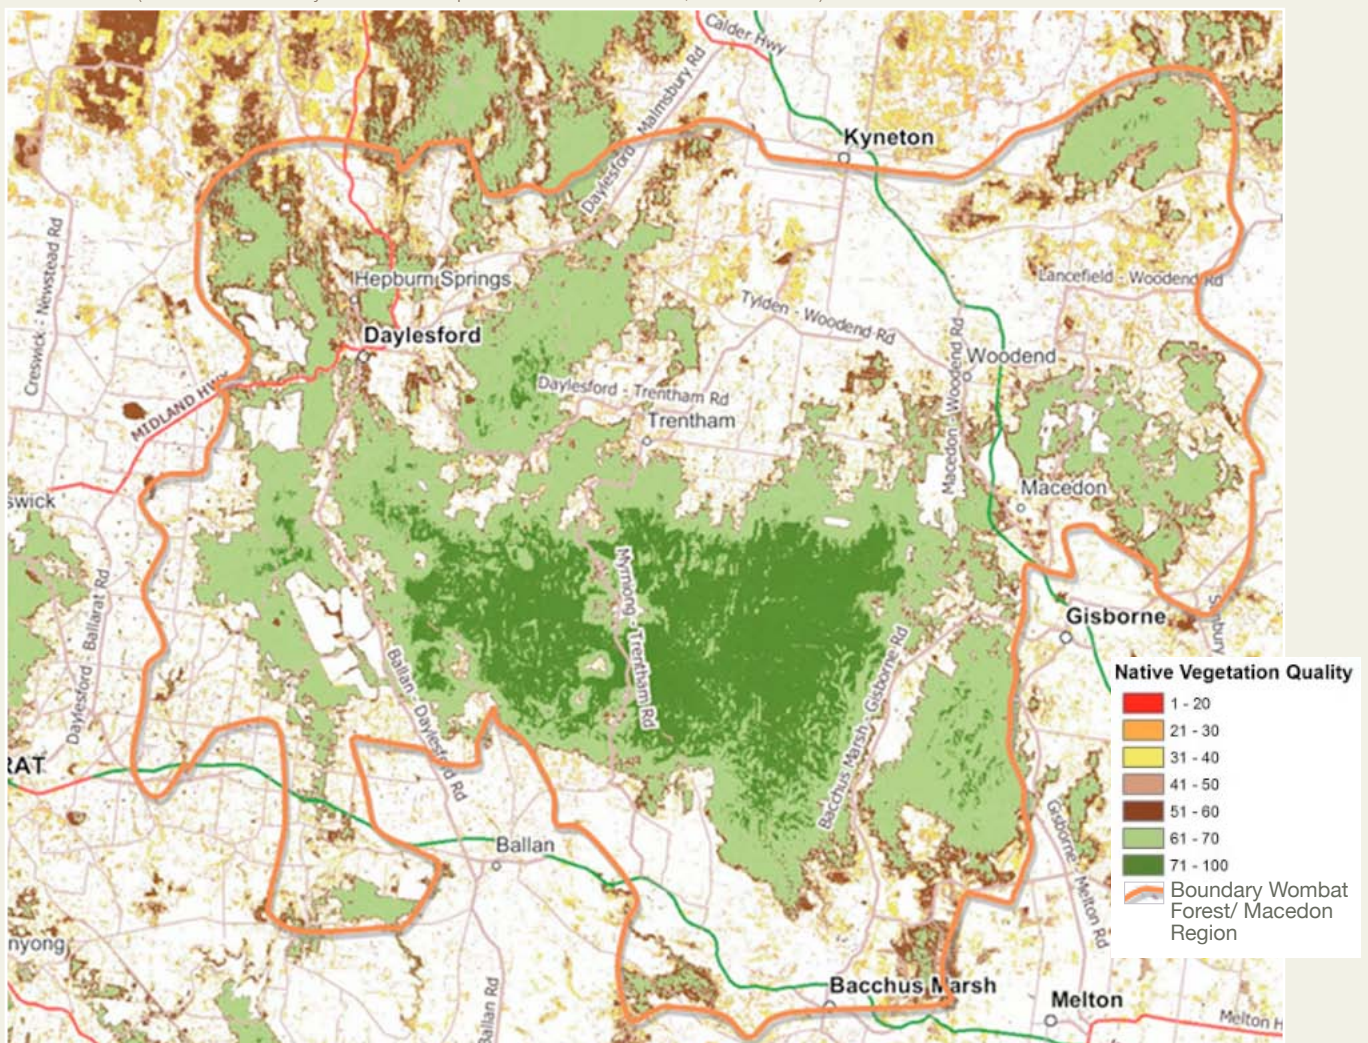 Calder Hwy
Daylesford - Malmsbury Rd
Kyneton
Creswick - Newstead Rd
Hepburn Springs
Lancefield - Woodend Rd
Tylden - Woodend Rd
Daylesford
Woodend
Macedon - Woodend Rd
MIDLAND HWY
Daylesford - Trentham Rd
Trentham
swick
Macedon
Myrniong - Trentham Rd
Daylesford - Ballarat Rd
Gisborne
Ballan - Daylesford Rd
Bacchus Marsh - Gisborne Rd
RAT
Ballan
Gisborne - Melton Rd
nyong
Ballan Rd
Bacchus Marsh
Melton
Melton H
Native Vegetation Quality
1 - 20
21 - 30
31 - 40
41 - 50
51 - 60
61 - 70
71 - 100
Boundary Wombat
Forest/ Macedon
Region